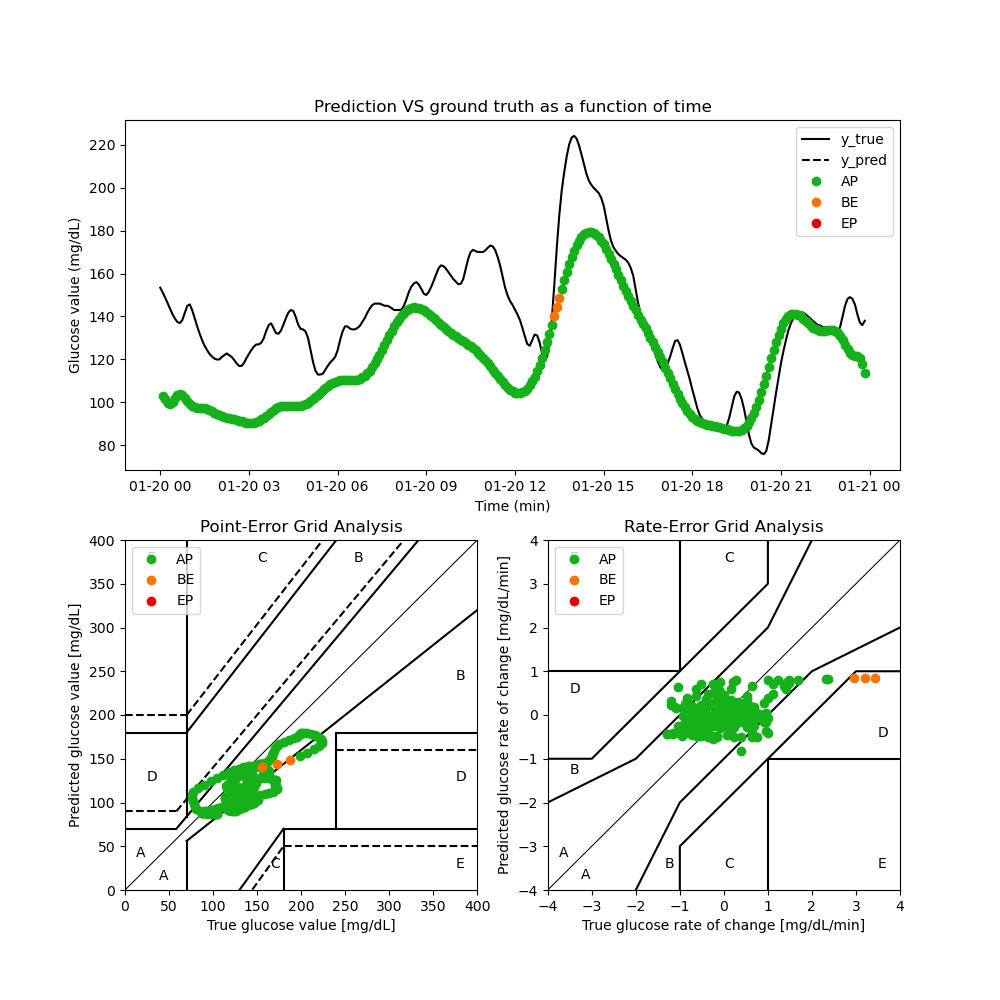 Prediction VS ground truth as a function of time
Glucose value (mg/dL)
220
200
180
160
140
120
100
80
y_true
y_pred
AP
BE
EP
01-20 00 01-20 03 01-20 06 01-20 09 01-20 12 01-20 15 01-20 18 01-20 21 01-21 00
Time (min)
Point-Error Grid Analysis
Predicted glucose value [mg/dL]
400
350
300
250
200
150
100
50
0
AP
BE
EP
C B
B
D D
A
A
C E
0 50 100 150 200 250 300 350 400
True glucose value [mg/dL]
Rate-Error Grid Analysis
Predicted glucose rate of change [mg/dL/min]
4
3
2
1
0
−1
−2
−3
−4
AP
BE
EP
C
D
D
B
A
A
B C E
−4 −3 −2 −1 0 1 2 3 4
True glucose rate of change [mg/dL/min]